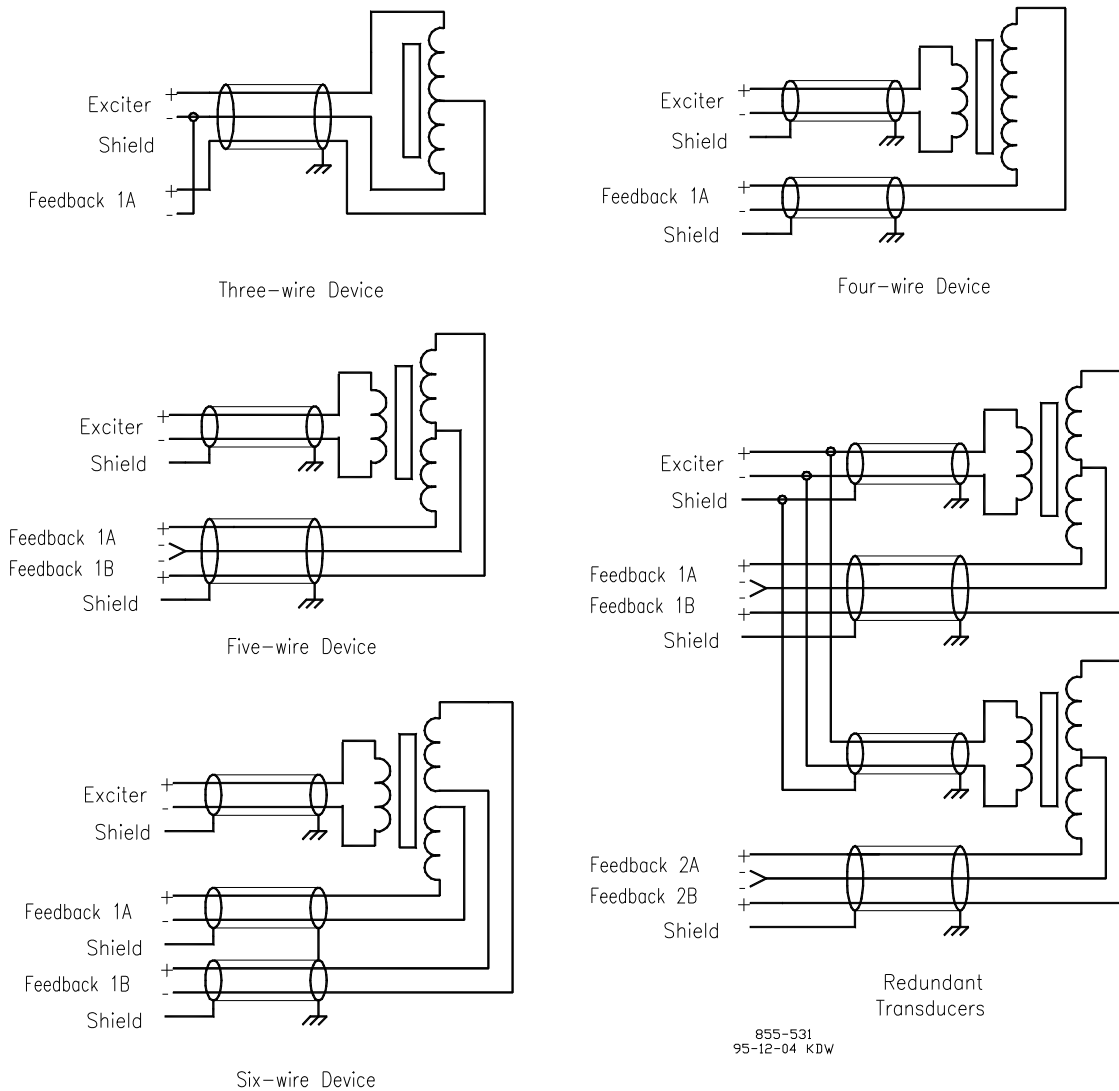 Exciter
+
-
Shield
Feedback 1A
+
-
Three-wire Device
Exciter
+
-
Shield
Feedback 1A
+
-
Shield
Four-wire Device
Exciter
+
-
Shield
Feedback 1A
+
-
Feedback 1B
-
+
Shield
Five-wire Device
Exciter
+
-
Shield
Feedback 1A
+
-
Shield
Feedback 1B
+
-
Shield
Six-wire Device
Exciter
+
-
Shield
Feedback 1A
+
-
Feedback 1B
-
+
Shield
Feedback 2A
+
-
Feedback 2B
-
+
Shield
Redundant
Transducers
855-531
95-12-04 KDW